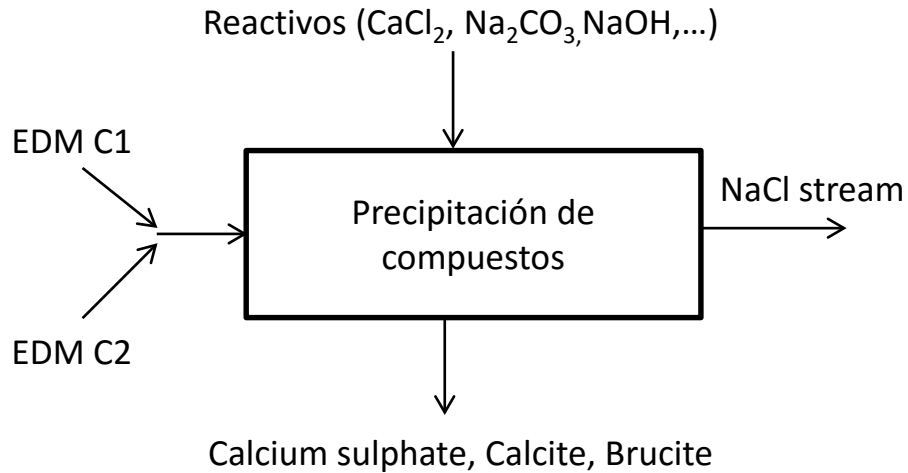 Reactivos (CaCl₂, Na₂CO₃,NaOH,...)
EDM C1
Precipitación de
compuestos
NaCl stream
EDM C2
Calcium sulphate, Calcite, Brucite